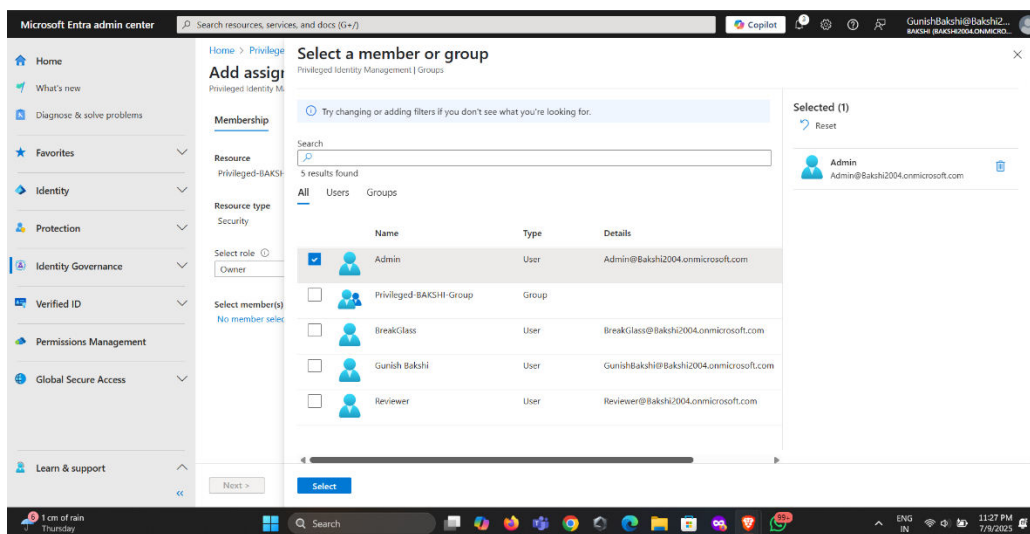 Microsoft Entra admin center
Search resources, services, and docs (G+/)
Copilot
2
GunishBakshi@Bakshi2...
BAKSHI (BAKSHI2004.ONMICRO...
Home
What's new
Diagnose & solve problems
Favorites
Identity
Protection
Identity Governance
Verified ID
Permissions Management
Global Secure Access
Learn & support
Home > Privilege
Add assign
Privileged Identity Ma
Membership
Resource
Privileged-BAKSH
Resource type
Security
Select role
Owner
Select member(s)
No member selec
Next >
Select a member or group
Privileged Identity Management | Groups
Try changing or adding filters if you don't see what you're looking for.
Search
5 results found
All Users Groups
Name Type Details
Admin User Admin@Bakshi2004.onmicrosoft.com
Privileged-BAKSHI-Group Group
BreakGlass User BreakGlass@Bakshi2004.onmicrosoft.com
Gunish Bakshi User GunishBakshi@Bakshi2004.onmicrosoft.com
Reviewer User Reviewer@Bakshi2004.onmicrosoft.com
Select
Selected (1)
Reset
Admin
Admin@Bakshi2004.onmicrosoft.com
6
1 cm of rain
Thursday
Search
99+
ENG
IN
11:27 PM
7/9/2025